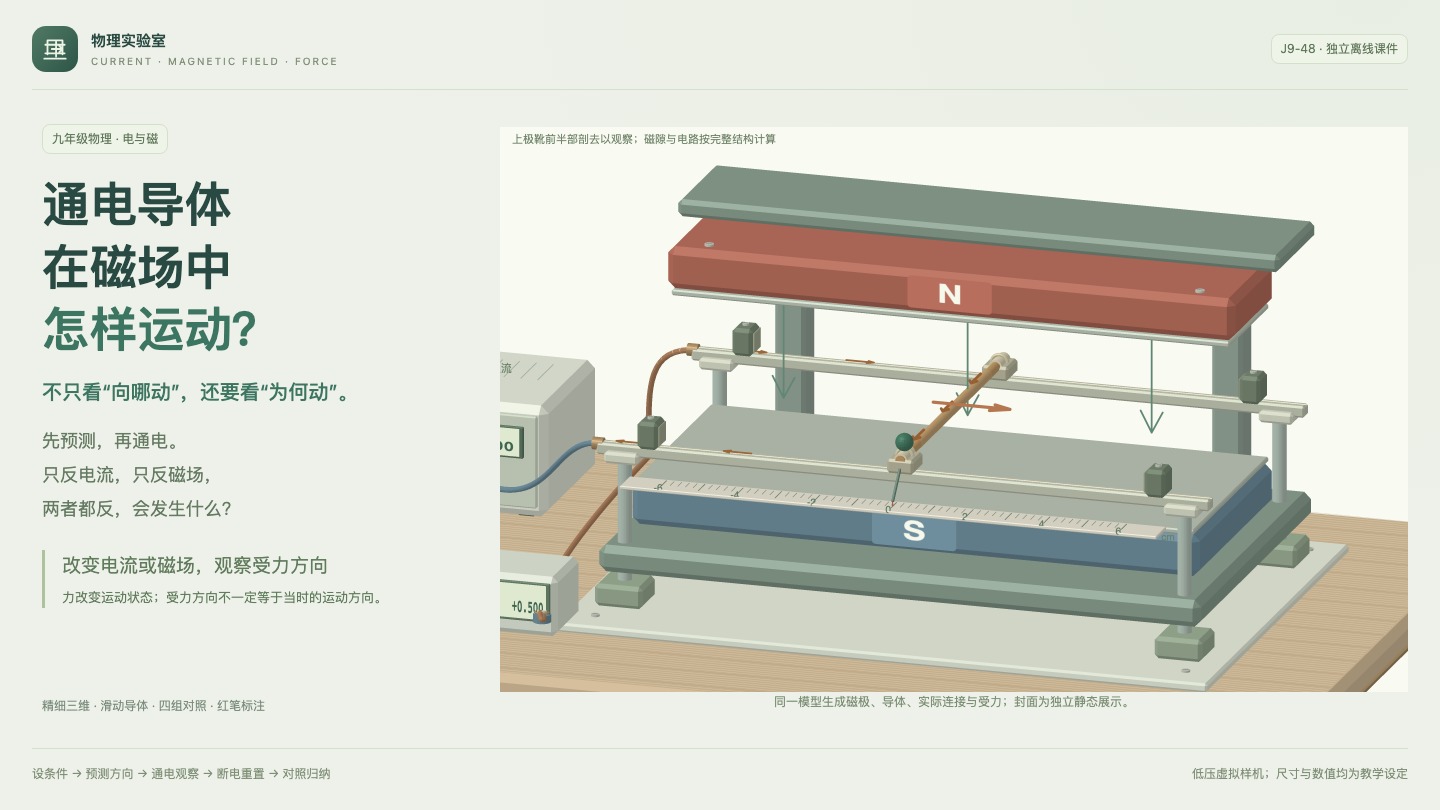 物理实验室
CURRENT · MAGNETIC FIELD · FORCE
J9-48 · 独立离线课件
九年级物理 · 电与磁
通电导体
在磁场中
怎样运动?
不只看“向哪动”，还要看“为何动”。
先预测，再通电。
只反电流，只反磁场，
两者都反，会发生什么?
改变电流或磁场，观察受力方向
力改变运动状态；受力方向不一定等于当时的运动方向。
精细三维 · 滑动导体 · 四组对照 · 红笔标注
上极靴前半部剖去以观察；磁隙与电路按完整结构计算
N
流
-6 -4 -2 0 2 4 6 cm
S
+0.500
同一模型生成磁极、导体、实际连接与受力；封面为独立静态展示。
设条件 → 预测方向 → 通电观察 → 断电重置 → 对照归纳
低压虚拟样机；尺寸与数值均为教学设定